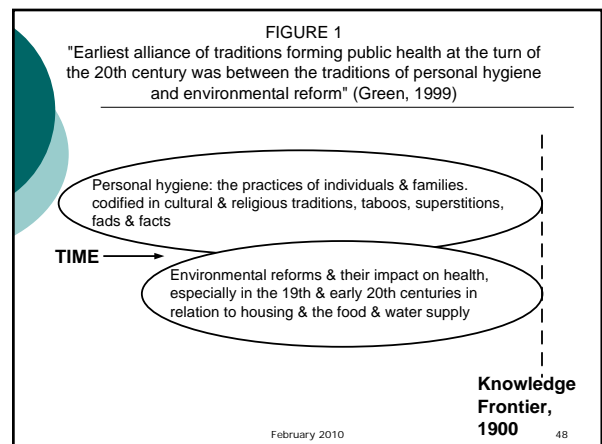 FIGURE 1
"Earliest alliance of traditions forming public health at the turn of
the 20th century was between the traditions of personal hygiene
and environmental reform" (Green, 1999)
Personal hygiene: the practices of individuals & families.
codified in cultural & religious traditions, taboos, superstitions,
fads & facts
TIME
Environmental reforms & their impact on health,
especially in the 19th & early 20th centuries in
relation to housing & the food & water supply
Knowledge
Frontier,
1900
February 2010
48